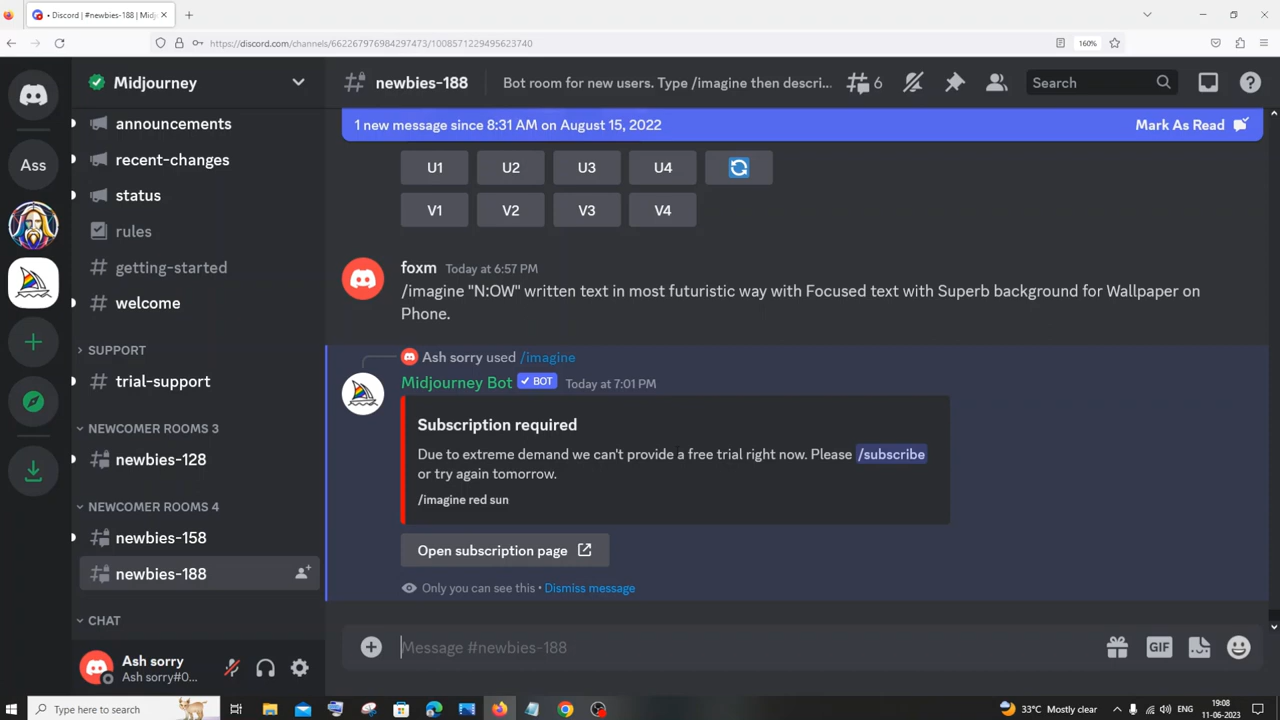 • Discord | #newbies-188 | Midj
https://discord.com/channels/662267976984297473/1008571229495623740
160%
Midjourney
newbies-188
Bot room for new users. Type /imagine then descri...
6
Search
announcements
recent-changes
status
rules
getting-started
welcome
SUPPORT
trial-support
NEWCOMER ROOMS 3
newbies-128
NEWCOMER ROOMS 4
newbies-158
newbies-188
CHAT
Ass
Ash sorry
Ash sorry#0...
1 new message since 8:31 AM on August 15, 2022
Mark As Read
U1
U2
U3
U4
V1
V2
V3
V4
foxm Today at 6:57 PM
/imagine "N:OW" written text in most futuristic way with Focused text with Superb background for Wallpaper on
Phone.
Ash sorry used /imagine
Midjourney Bot ✓ BOT Today at 7:01 PM
Subscription required
Due to extreme demand we can't provide a free trial right now. Please /subscribe
or try again tomorrow.
/imagine red sun
Open subscription page
Only you can see this • Dismiss message
Message #newbies-188
GIF
Type here to search
33°C Mostly clear
ENG
19:08
11-06-2023